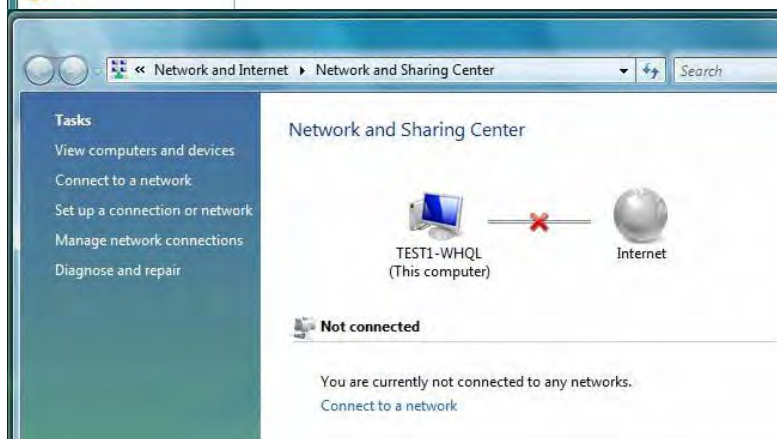 « Network and Internet ▸ Network and Sharing Center
Search
Tasks
View computers and devices
Connect to a network
Set up a connection or network
Manage network connections
Diagnose and repair
Network and Sharing Center
TEST1-WHQL
(This computer)
Internet
Not connected
You are currently not connected to any networks.
Connect to a network